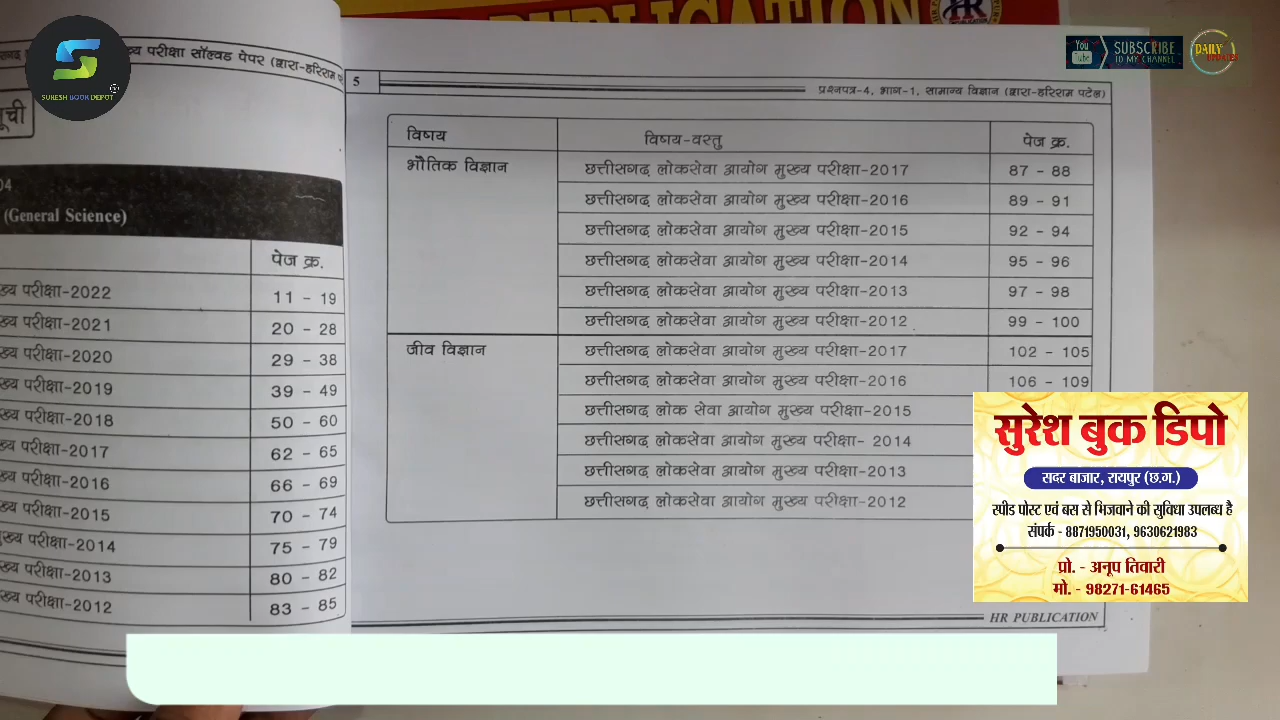 PUBLICATION
HR
SURESH BOOK DEPOT
You Tube SUBSCRIBE TO MY CHANNEL
DAILY UPDATES
परीक्षा सॉल्वड पेपर (द्वारा-हरिराम
सूची
04
(General Science)
पेज क्र.
परीक्षा-2022 11 - 19
परीक्षा-2021 20 - 28
परीक्षा-2020 29 - 38
परीक्षा-2019 39 - 49
परीक्षा-2018 50 - 60
परीक्षा-2017 62 - 65
परीक्षा-2016 66 - 69
परीक्षा-2015 70 - 74
परीक्षा-2014 75 - 79
परीक्षा-2013 80 - 82
परीक्षा-2012 83 - 85
5 प्रश्नपत्र-4, भाग-1, सामान्य विज्ञान (द्वारा-हरिराम पटेल)
विषय विषय-वस्तु पेज क्र.
भौतिक विज्ञान छत्तीसगढ़ लोकसेवा आयोग मुख्य परीक्षा-2017 87 - 88
छत्तीसगढ़ लोकसेवा आयोग मुख्य परीक्षा-2016 89 - 91
छत्तीसगढ़ लोकसेवा आयोग मुख्य परीक्षा-2015 92 - 94
छत्तीसगढ़ लोकसेवा आयोग मुख्य परीक्षा-2014 95 - 96
छत्तीसगढ़ लोकसेवा आयोग मुख्य परीक्षा-2013 97 - 98
छत्तीसगढ़ लोकसेवा आयोग मुख्य परीक्षा-2012 99 - 100
जीव विज्ञान छत्तीसगढ़ लोकसेवा आयोग मुख्य परीक्षा-2017 102 - 105
छत्तीसगढ़ लोकसेवा आयोग मुख्य परीक्षा-2016 106 - 109
छत्तीसगढ़ लोक सेवा आयोग मुख्य परीक्षा-2015
छत्तीसगढ़ लोकसेवा आयोग मुख्य परीक्षा- 2014
छत्तीसगढ़ लोकसेवा आयोग मुख्य परीक्षा-2013
छत्तीसगढ़ लोकसेवा आयोग मुख्य परीक्षा-2012
HR PUBLICATION
सुरेश बुक डिपो
सदर बाजार, रायपुर (छ.ग.)
स्पीड पोस्ट एवं बस से भिजवाने की सुविधा उपलब्ध है
संपर्क - 8871950031, 9630621983
प्रो. - अनूप तिवारी
मो. - 98271-61465